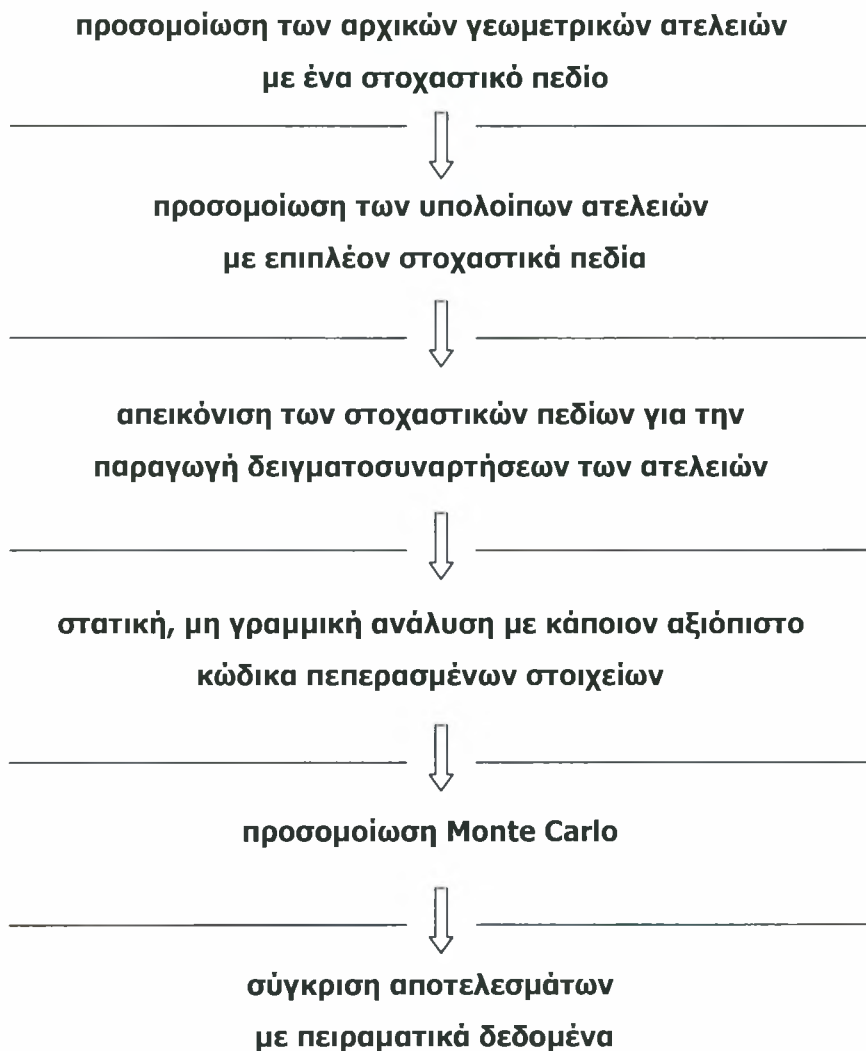 προσομοίωση των αρχικών γεωμετρικών ατελειών
με ένα στοχαστικό πεδίο
προσομοίωση των υπολοίπων ατελειών
με επιπλέον στοχαστικά πεδία
απεικόνιση των στοχαστικών πεδίων για την
παραγωγή δειγματοσυναρτήσεων των ατελειών
στατική, μη γραμμική ανάλυση με κάποιον αξιόπιστο
κώδικα πεπερασμένων στοιχείων
προσομοίωση Monte Carlo
σύγκριση αποτελεσμάτων
με πειραματικά δεδομένα